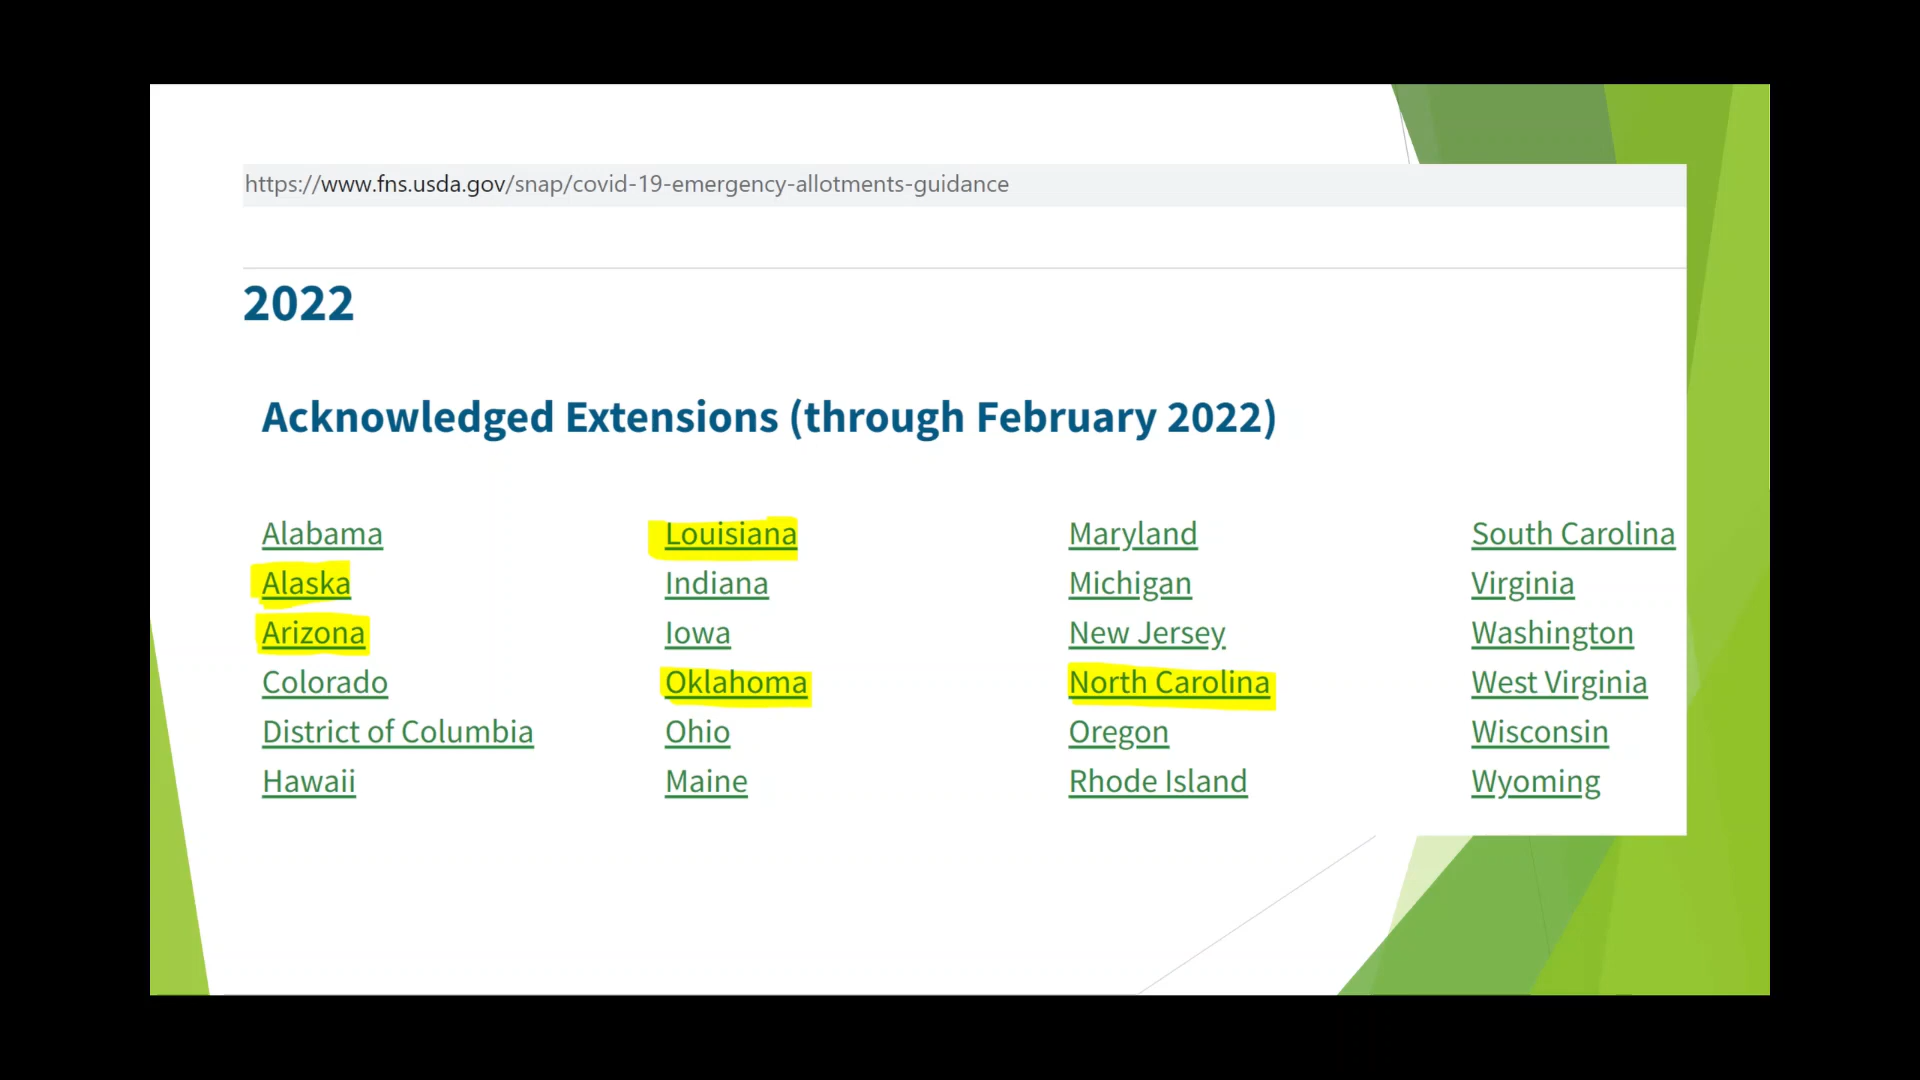 https://www.fns.usda.gov/snap/covid-19-emergency-allotments-guidance
2022
Acknowledged Extensions (through February 2022)
Alabama
Alaska
Arizona
Colorado
District of Columbia
Hawaii
Louisiana
Indiana
Iowa
Oklahoma
Ohio
Maine
Maryland
Michigan
New Jersey
North Carolina
Oregon
Rhode Island
South Carolina
Virginia
Washington
West Virginia
Wisconsin
Wyoming